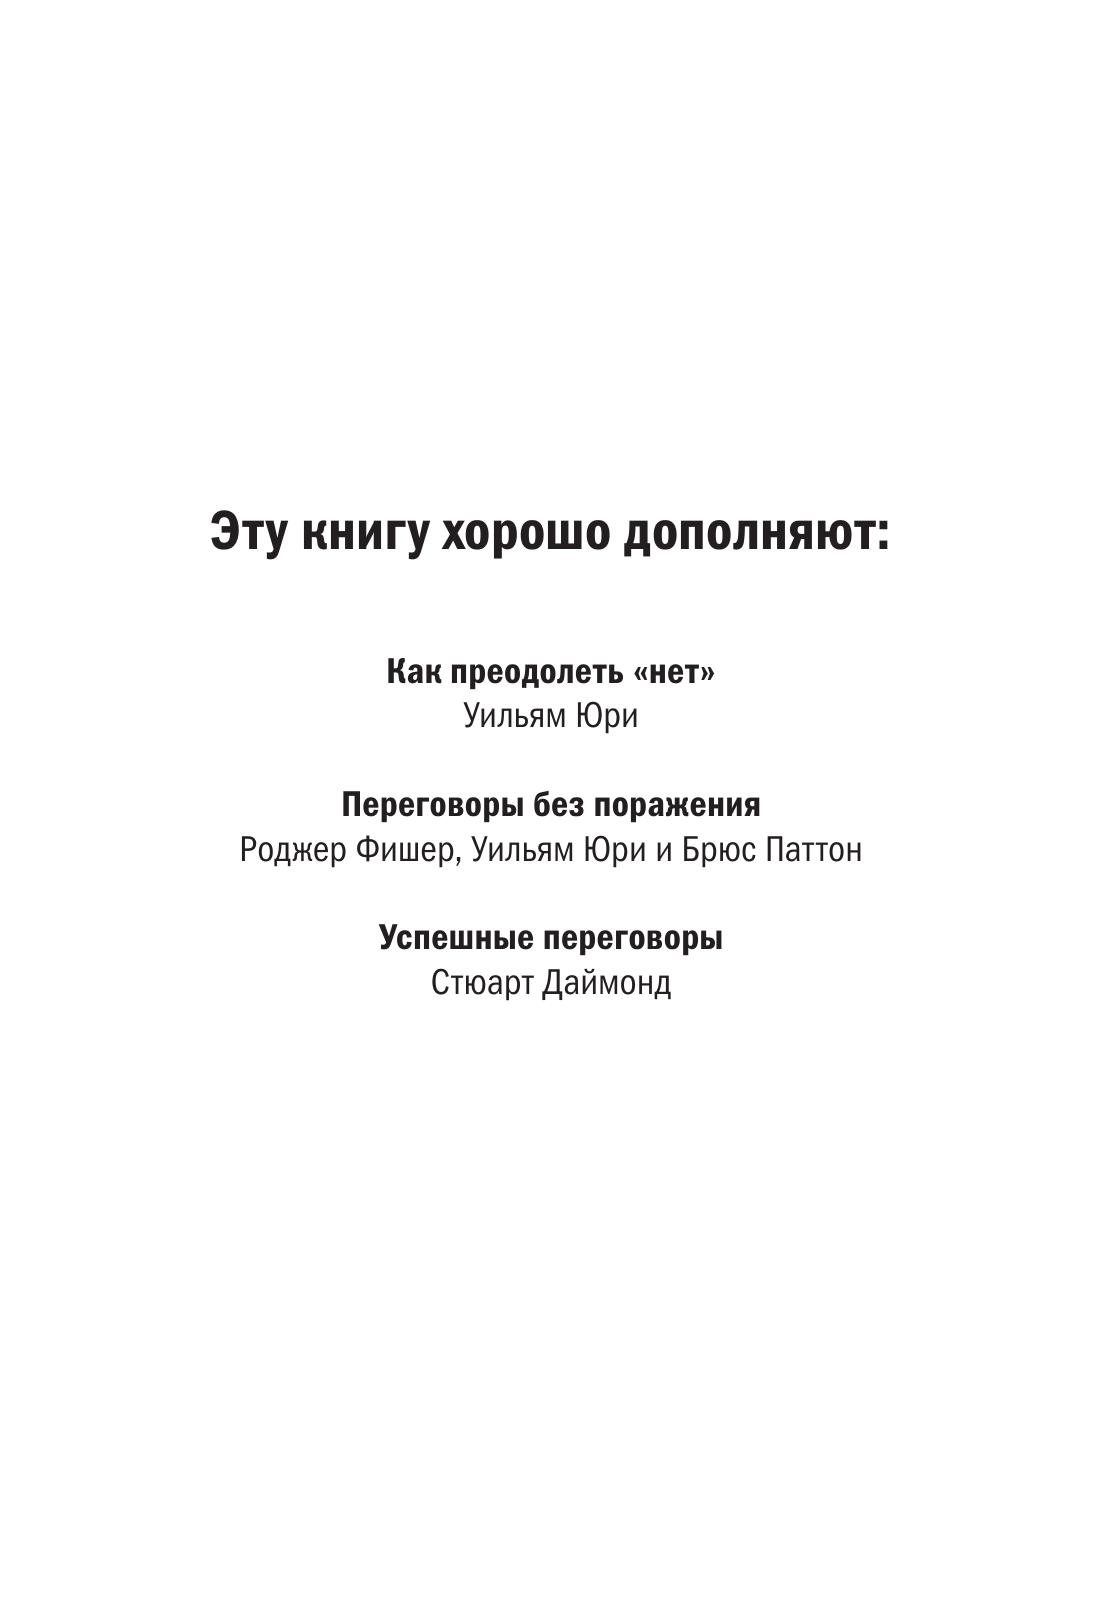 Эту книгу хорошо дополняют:
Как преодолеть «нет»
Уильям Юри
Переговоры без поражения
Роджер Фишер, Уильям Юри и Брюс Паттон
Успешные переговоры
Стюарт Даймонд